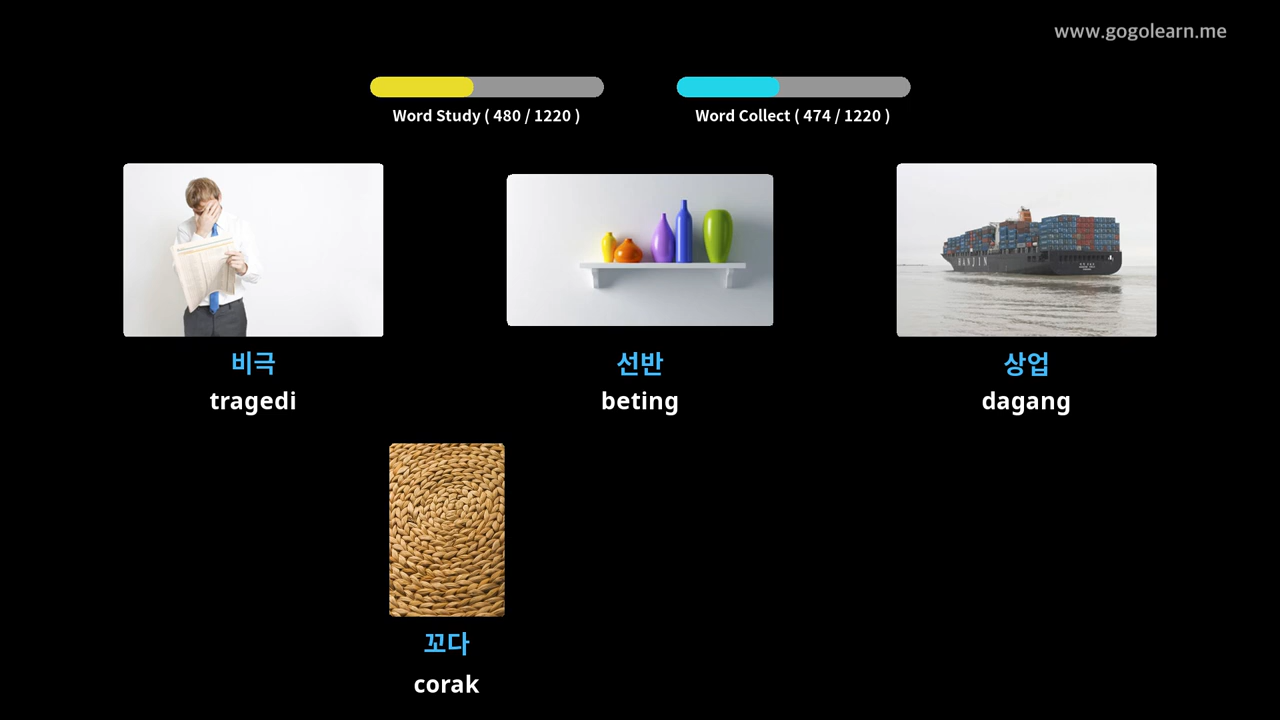 www.gogolearn.me
Word Study ( 480 / 1220 )
Word Collect ( 474 / 1220 )
HANJIN
비극
선반
상업
tragedi
beting
dagang
꼬다
corak